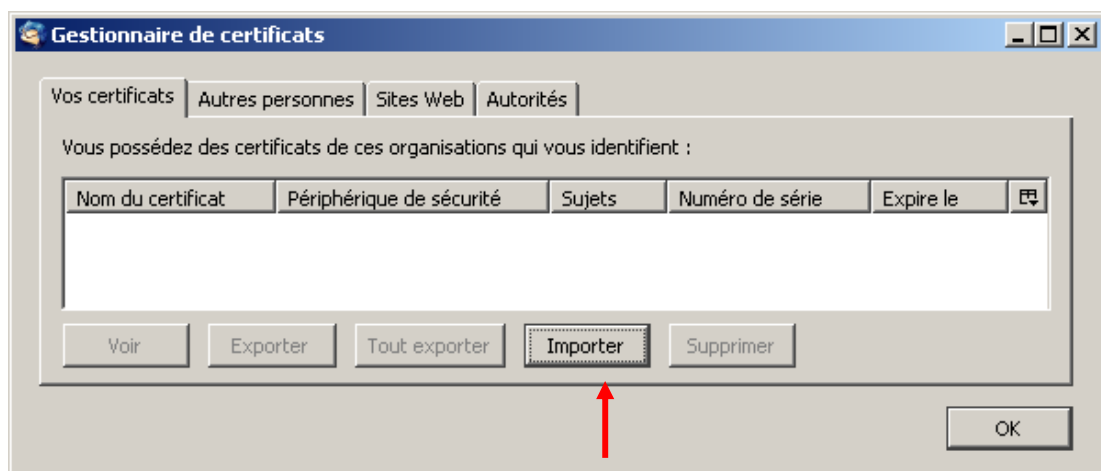 Gestionnaire de certificats
Vos certificats Autres personnes Sites Web Autorités
Vous possédez des certificats de ces organisations qui vous identifient :
Nom du certificat Périphérique de sécurité Sujets Numéro de série Expire le
Voir Exporter Tout exporter Importer Supprimer
OK